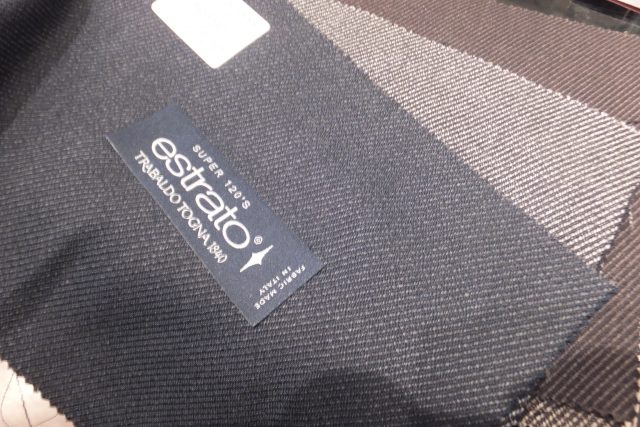 SUPER 120'S
estrato®
TRABALDO TOGNA 1840
FABRIC MADE
IN ITALY